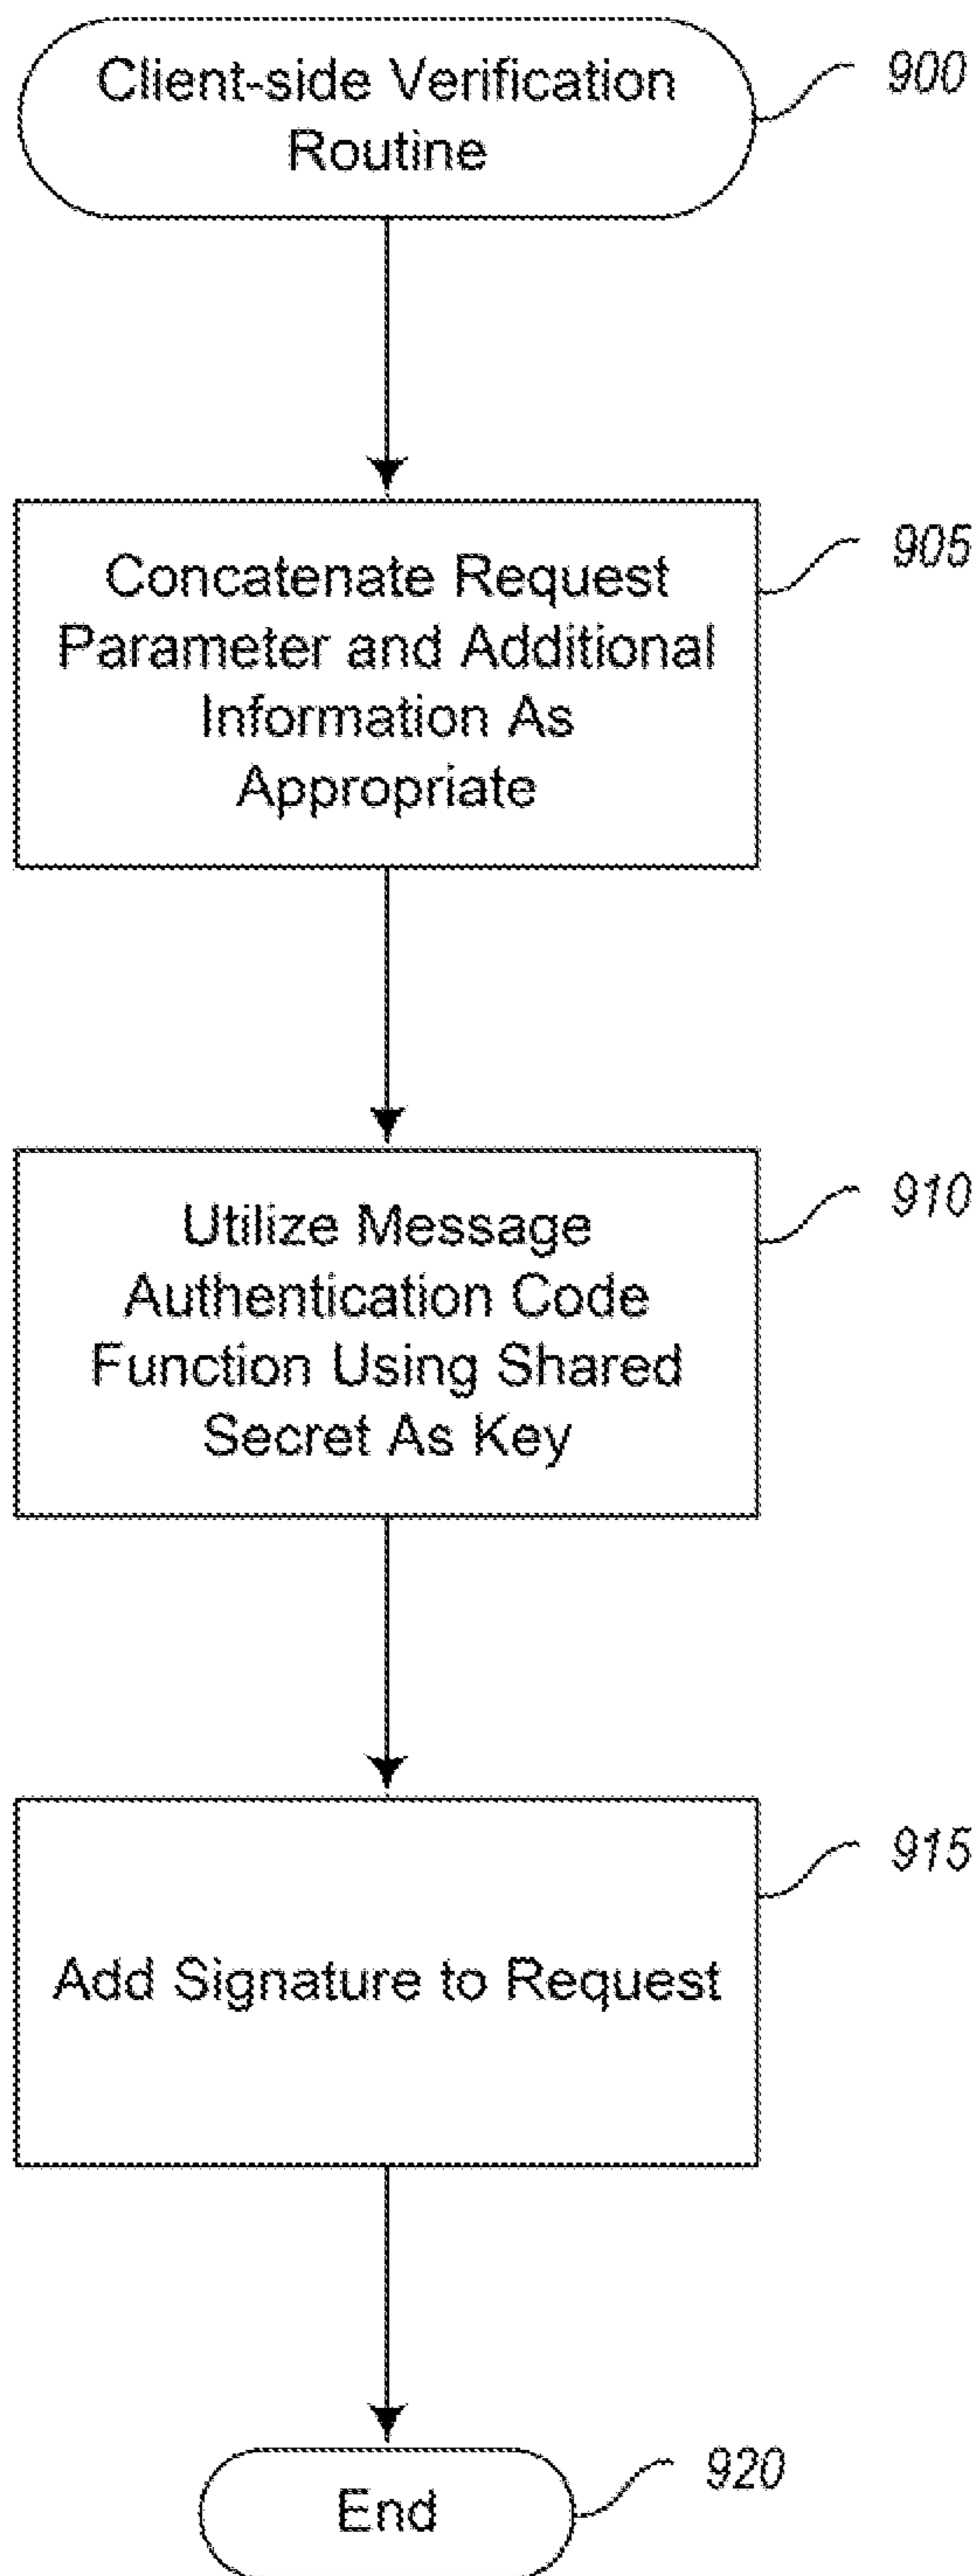 Client-side Verification
Routine
900
Concatenate Request
Parameter and Additional
Information As
Appropriate
905
Utilize Message
Authentication Code
Function Using Shared
Secret As Key
910
Add Signature to Request
915
End
920